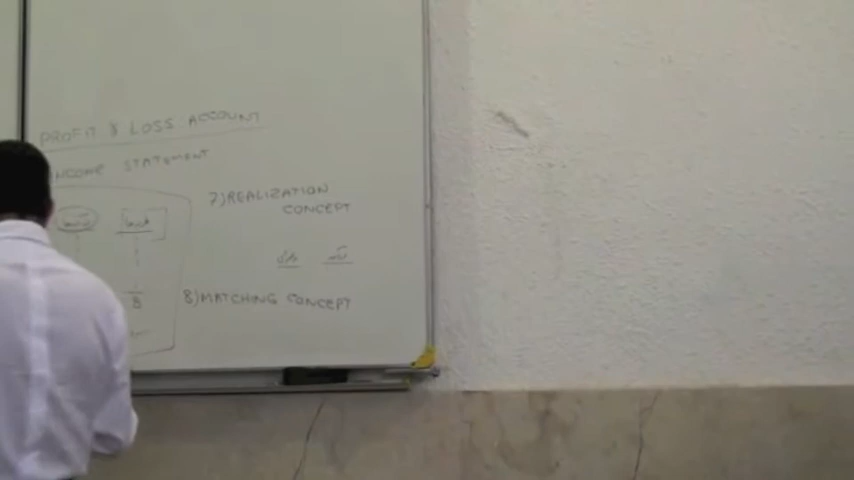 PROFIT & LOSS ACCOUNT
INCOME STATEMENT
7) REALIZATION
CONCEPT
B
8) MATCHING CONCEPT